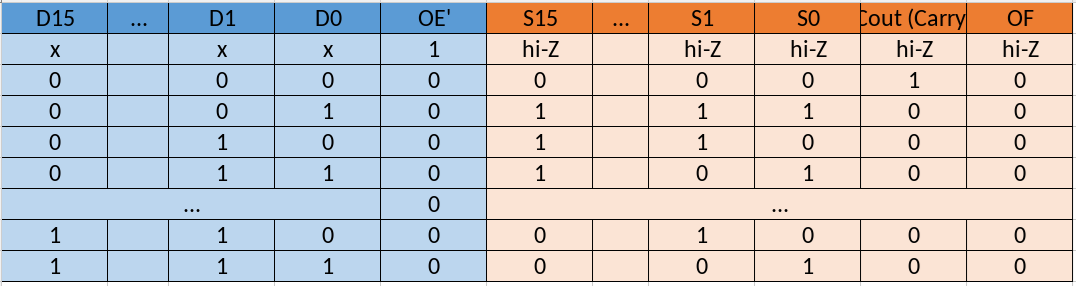 D15 ... D1 D0 OE' S15 ... S1 S0 Cout (Carry OF
x x x 1 hi-Z hi-Z hi-Z hi-Z hi-Z
0 0 0 0 0 0 0 1 0
0 0 1 0 1 1 1 0 0
0 1 0 0 1 1 0 0 0
0 1 1 0 1 0 1 0 0
... 0 ...
1 1 0 0 0 1 0 0 0
1 1 1 0 0 0 1 0 0